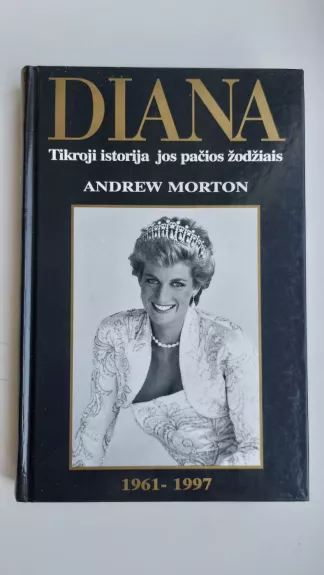 DIANA
Tikroji istorija jos pačios žodžiais
ANDREW MORTON
1961- 1997